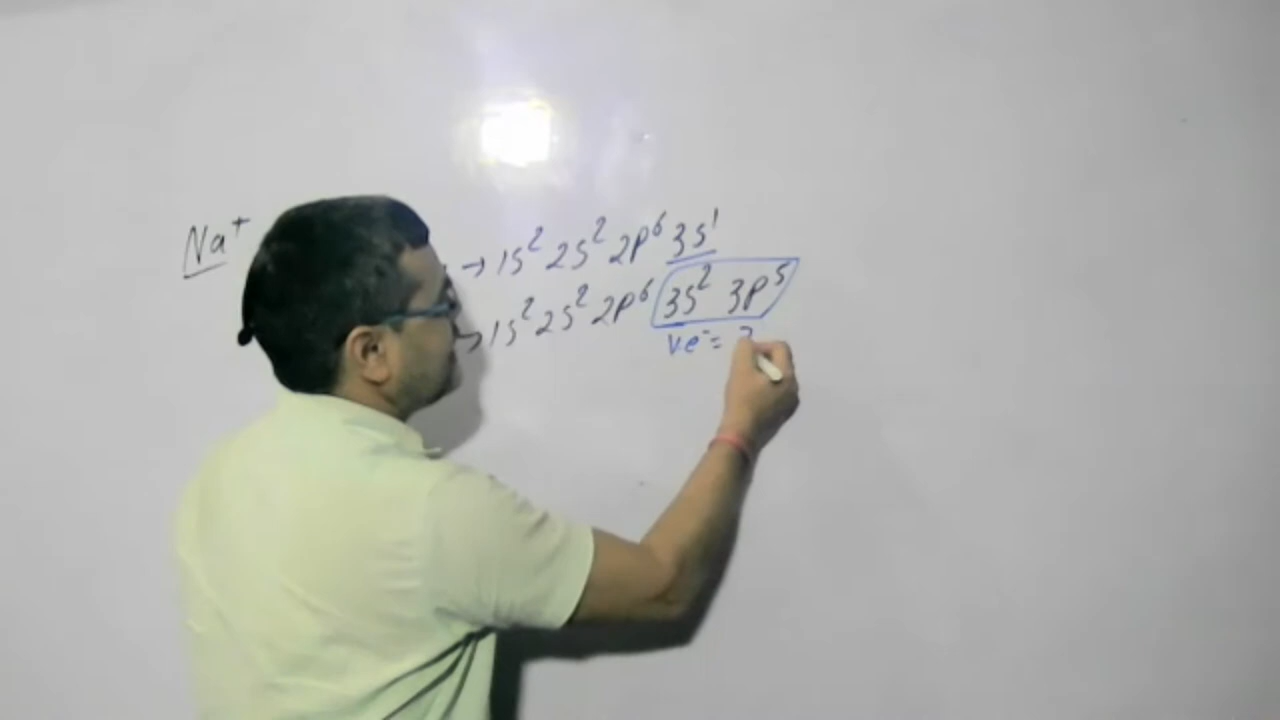 Na⁺ → 1s² 2s² 2p⁶ 3s¹
→ 1s² 2s² 2p⁶ 3s² 3p⁵
Ve⁻ =